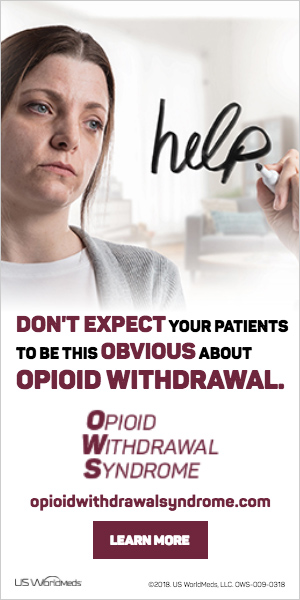 help
DON'T EXPECT YOUR PATIENTS
TO BE THIS OBVIOUS ABOUT
OPIOID WITHDRAWAL.
OPIOID
WITHDRAWAL
SYNDROME
opioidwithdrawalsyndrome.com
LEARN MORE
US WORLDMEDS ©2018. US WorldMeds, LLC. OWS-009-0318